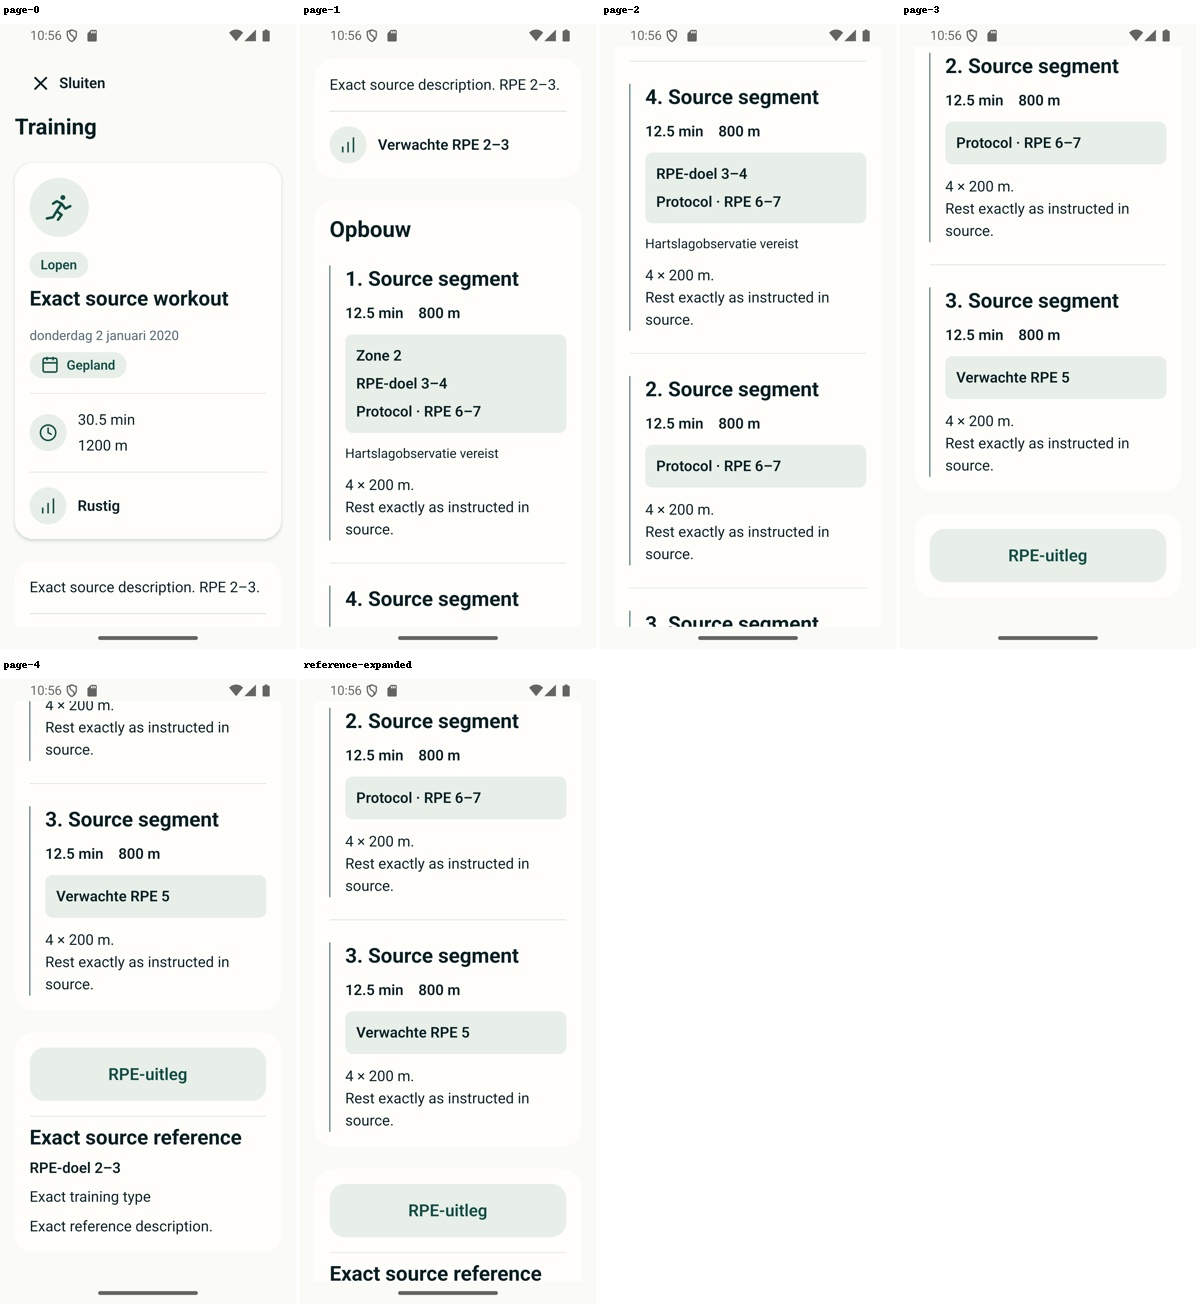 page-0
10:56
Sluiten
Training
Lopen
Exact source workout
donderdag 2 januari 2020
Gepland
30.5 min
1200 m
Rustig
Exact source description. RPE 2–3.
page-1
10:56
Exact source description. RPE 2–3.
Verwachte RPE 2–3
Opbouw
1. Source segment
12.5 min 800 m
Zone 2
RPE-doel 3–4
Protocol · RPE 6–7
Hartslagobservatie vereist
4 × 200 m.
Rest exactly as instructed in
source.
4. Source segment
page-2
10:56
4. Source segment
12.5 min 800 m
RPE-doel 3–4
Protocol · RPE 6–7
Hartslagobservatie vereist
4 × 200 m.
Rest exactly as instructed in
source.
2. Source segment
12.5 min 800 m
Protocol · RPE 6–7
4 × 200 m.
Rest exactly as instructed in
source.
3. Source segment
page-3
10:56
2. Source segment
12.5 min 800 m
Protocol · RPE 6–7
4 × 200 m.
Rest exactly as instructed in
source.
3. Source segment
12.5 min 800 m
Verwachte RPE 5
4 × 200 m.
Rest exactly as instructed in
source.
RPE-uitleg
page-4
10:56
4 × 200 m.
Rest exactly as instructed in
source.
3. Source segment
12.5 min 800 m
Verwachte RPE 5
4 × 200 m.
Rest exactly as instructed in
source.
RPE-uitleg
Exact source reference
RPE-doel 2–3
Exact training type
Exact reference description.
reference-expanded
10:56
2. Source segment
12.5 min 800 m
Protocol · RPE 6–7
4 × 200 m.
Rest exactly as instructed in
source.
3. Source segment
12.5 min 800 m
Verwachte RPE 5
4 × 200 m.
Rest exactly as instructed in
source.
RPE-uitleg
Exact source reference